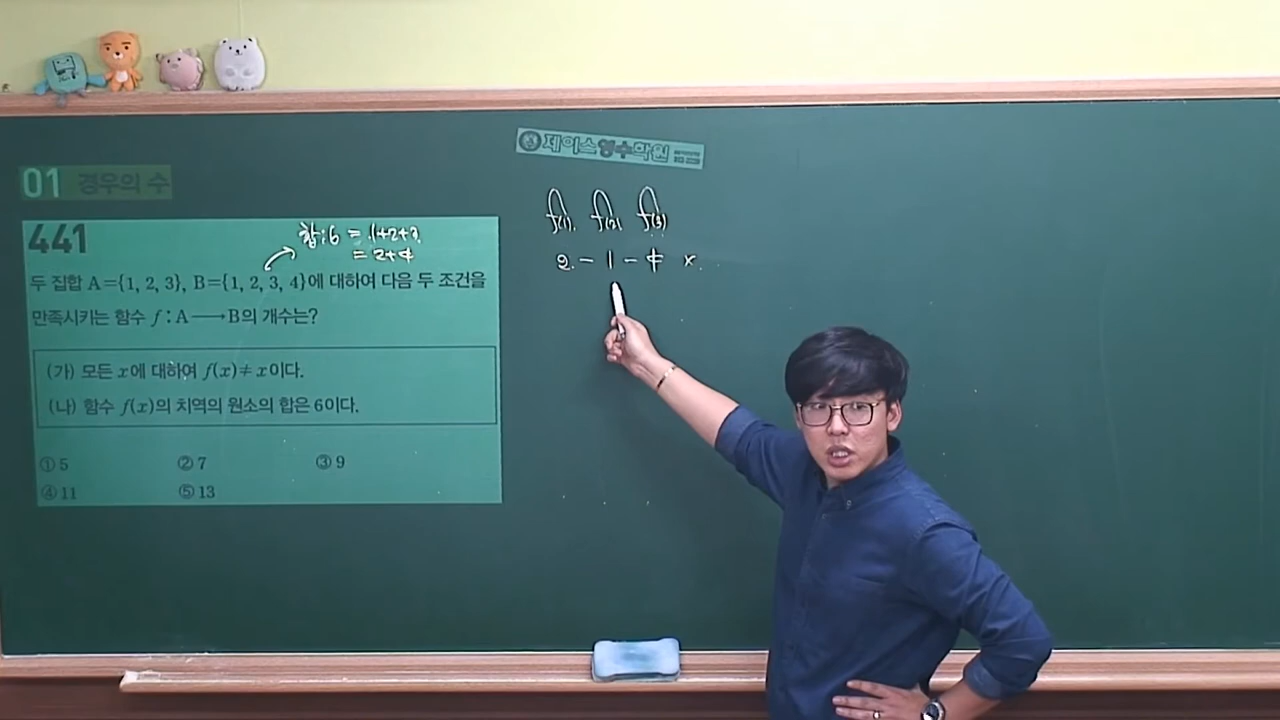 제이스영수학원
01 경우의 수
441
합:6 = 1+2+3.
= 2+4
두 집합 A={1, 2, 3}, B={1, 2, 3, 4}에 대하여 다음 두 조건을
만족시키는 함수 f : A ⟶ B의 개수는?
(가) 모든 x에 대하여 f(x)≠x이다.
(나) 함수 f(x)의 치역의 원소의 합은 6이다.
① 5 ② 7 ③ 9
④ 11 ⑤ 13
f(1). f(2) f(3)
2. - 1 - 4 x.